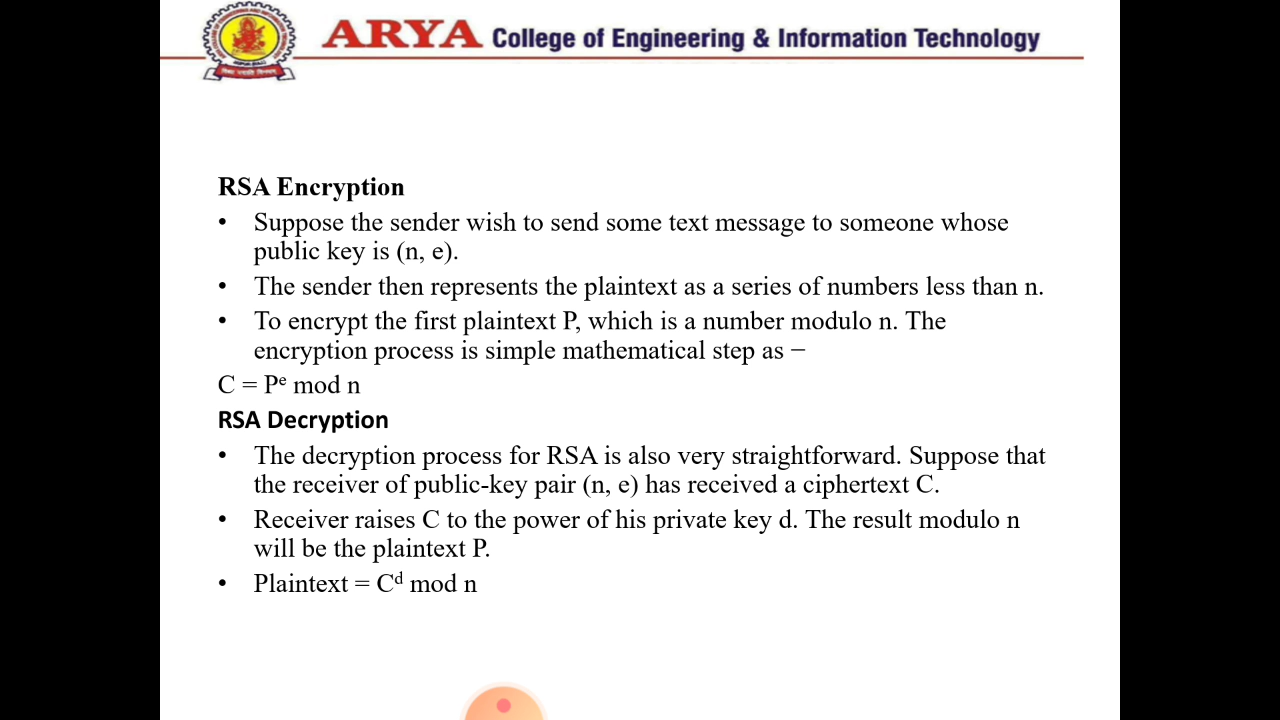 ARYA College of Engineering & Information Technology
RSA Encryption
• Suppose the sender wish to send some text message to someone whose
public key is (n, e).
• The sender then represents the plaintext as a series of numbers less than n.
• To encrypt the first plaintext P, which is a number modulo n. The
encryption process is simple mathematical step as −
C = Pᵉ mod n
RSA Decryption
• The decryption process for RSA is also very straightforward. Suppose that
the receiver of public-key pair (n, e) has received a ciphertext C.
• Receiver raises C to the power of his private key d. The result modulo n
will be the plaintext P.
• Plaintext = Cᵈ mod n